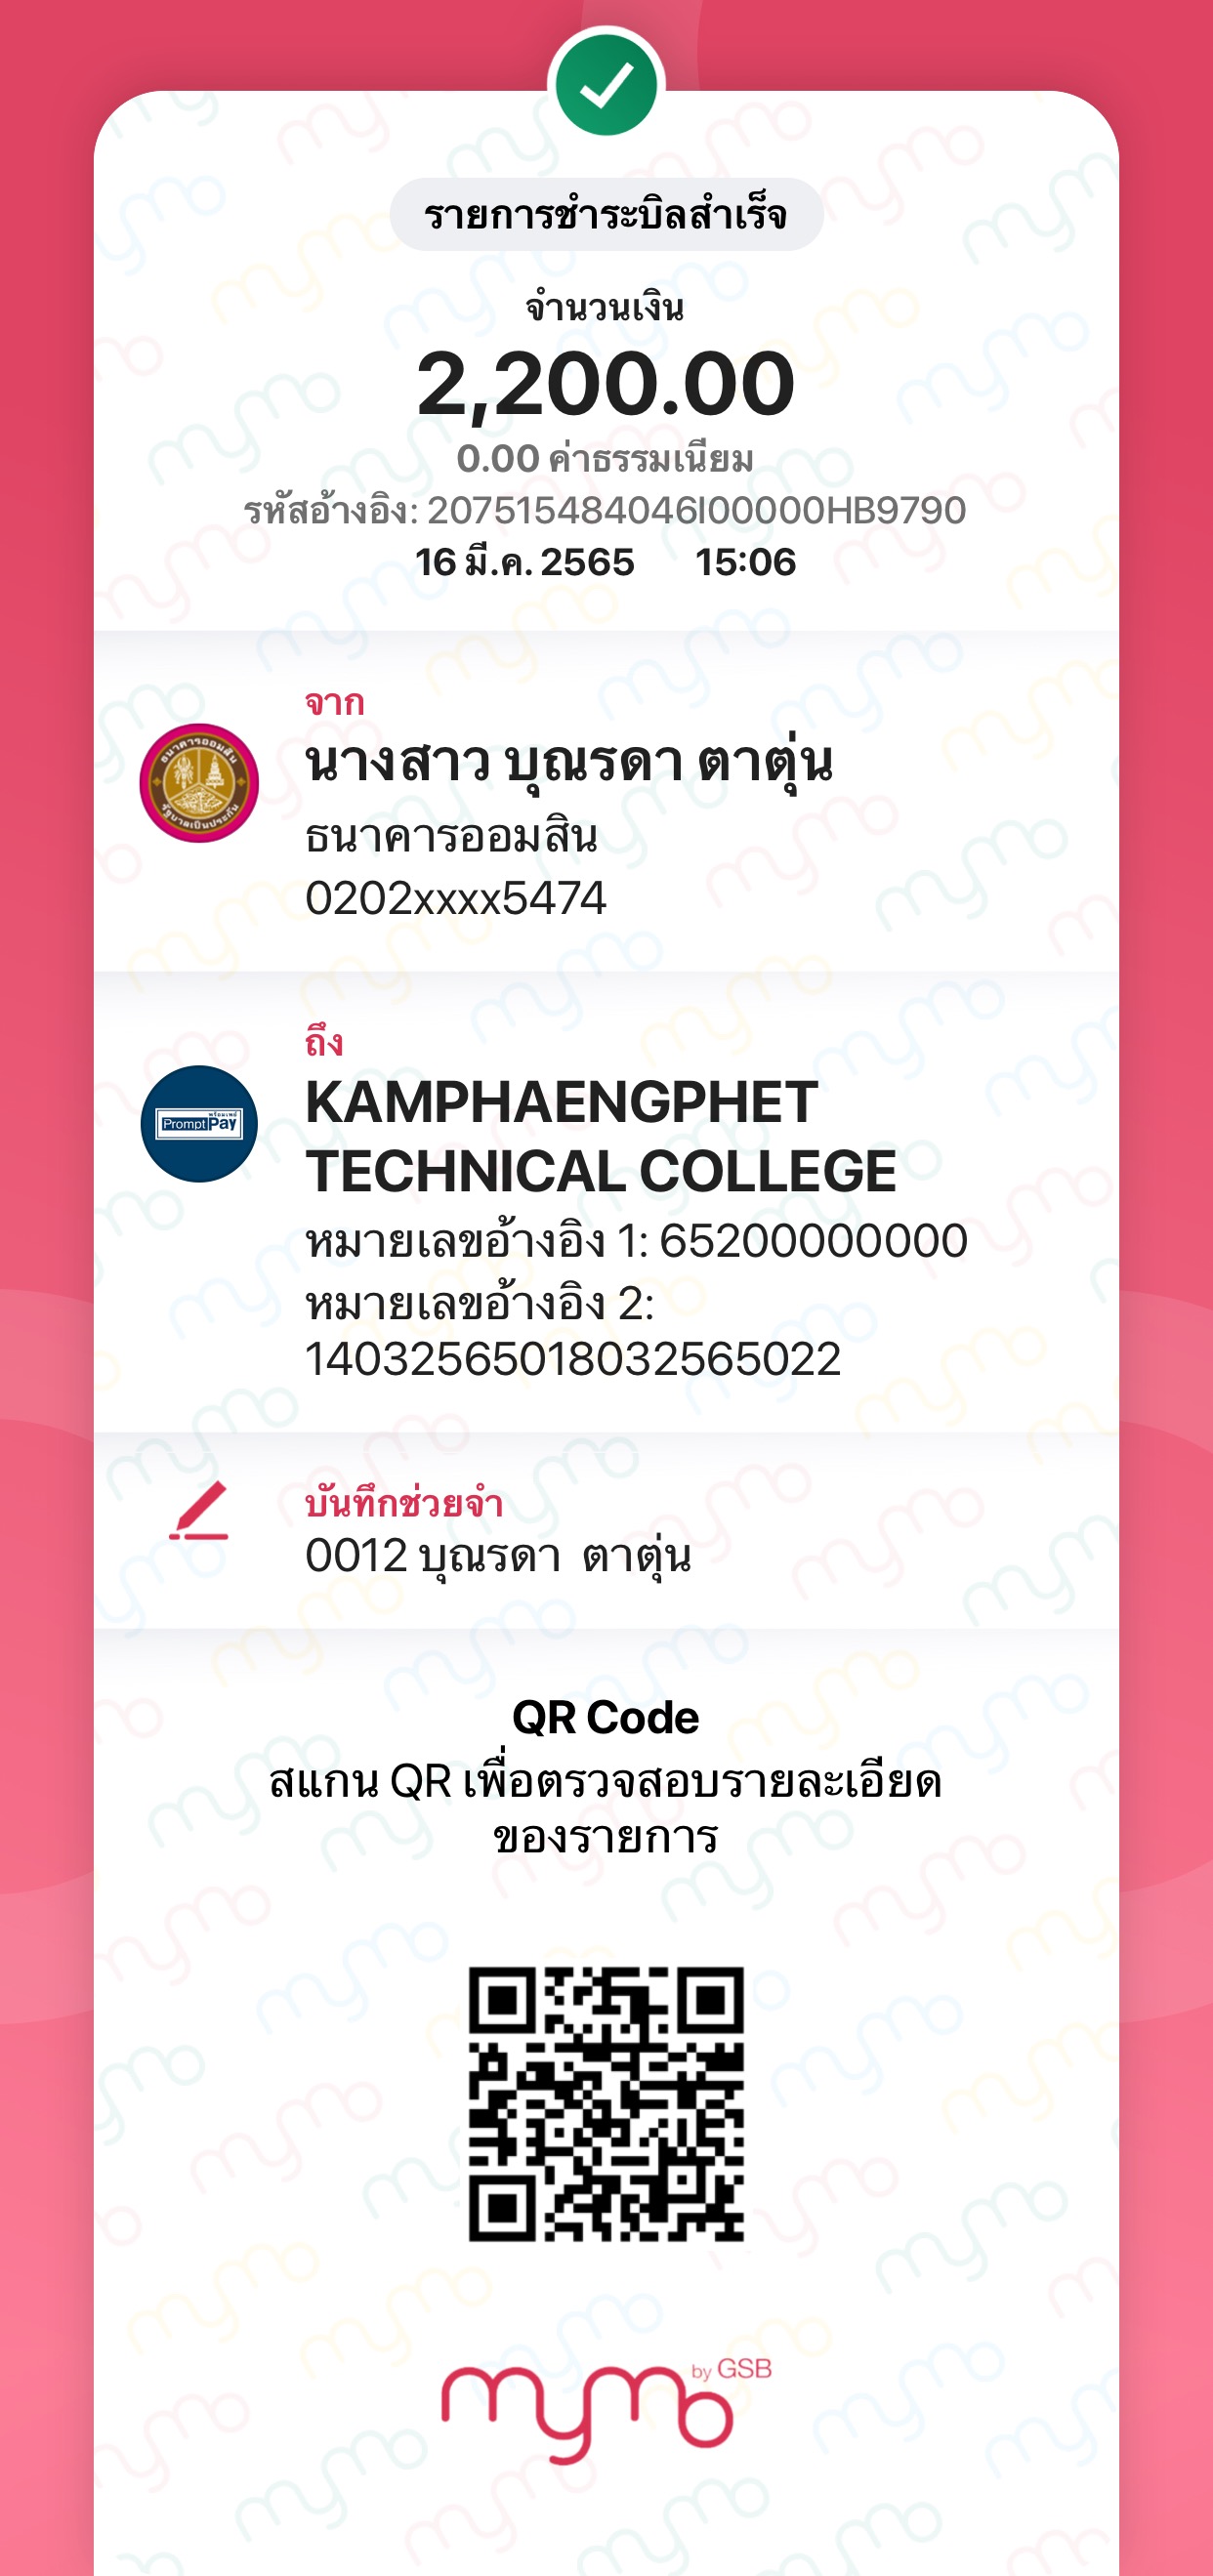 รายการชำระบิลสำเร็จ
จำนวนเงิน
2,200.00
0.00 ค่าธรรมเนียม
รหัสอ้างอิง: 207515484046I00000HB9790
16 มี.ค. 2565 15:06
จาก
นางสาว บุณรดา ตาตุ่น
ธนาคารออมสิน
0202xxxx5474
ถึง
KAMPHAENGPHET
TECHNICAL COLLEGE
หมายเลขอ้างอิง 1: 65200000000
หมายเลขอ้างอิง 2:
14032565018032565022
พร้อมเพย์
PromptPay
บันทึกช่วยจำ
0012 บุณรดา ตาตุ่น
QR Code
สแกน QR เพื่อตรวจสอบรายละเอียด
ของรายการ
mymo by GSB